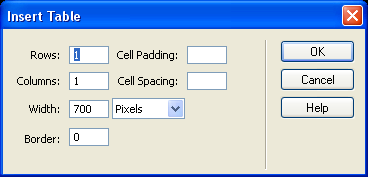 Insert Table
Rows: 1 Cell Padding: OK
Columns: 1 Cell Spacing: Cancel
Width: 700 Pixels Help
Border: 0